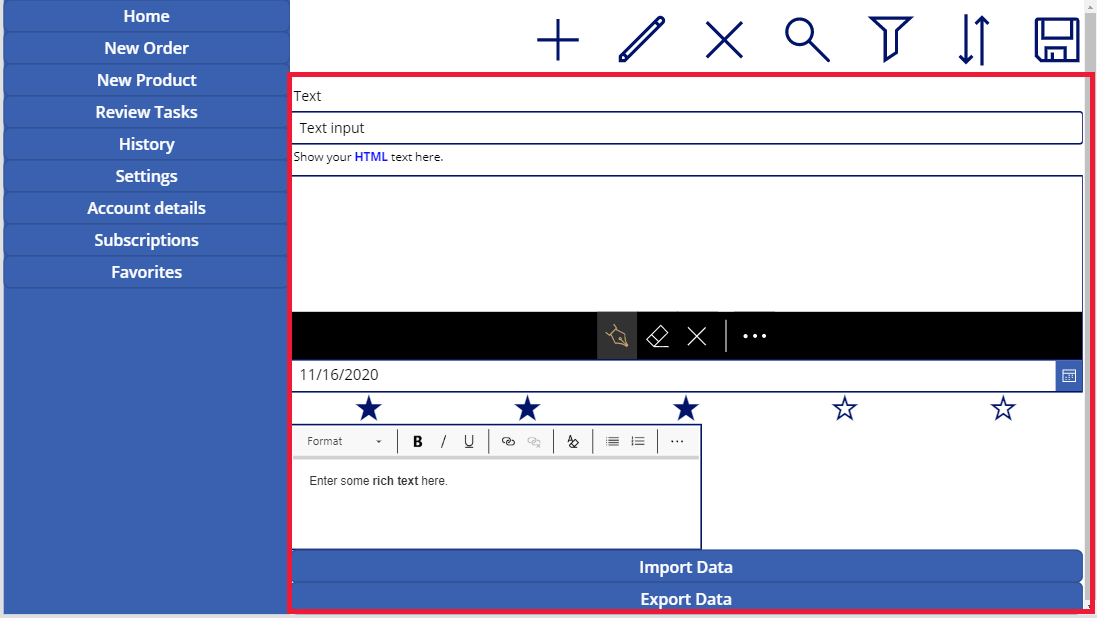 Home
New Order
New Product
Review Tasks
History
Settings
Account details
Subscriptions
Favorites
Text
Text input
Show your HTML text here.
11/16/2020
Format B I U
Enter some rich text here.
Import Data
Export Data